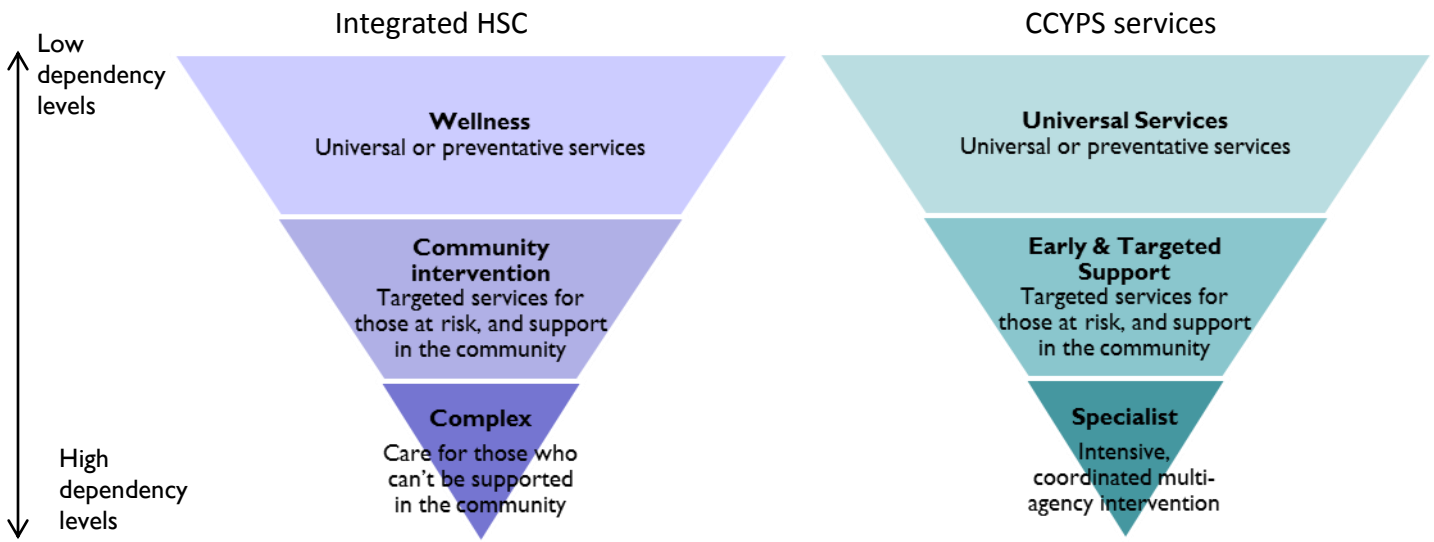 Integrated HSC
CCYPS services
Low
dependency
levels
Wellness
Universal or preventative services
Community
intervention
Targeted services for
those at risk, and support
in the community
Complex
Care for those who
can't be supported
in the community
High
dependency
levels
Universal Services
Universal or preventative services
Early & Targeted
Support
Targeted services for
those at risk, and support
in the community
Specialist
Intensive,
coordinated multi-
agency intervention